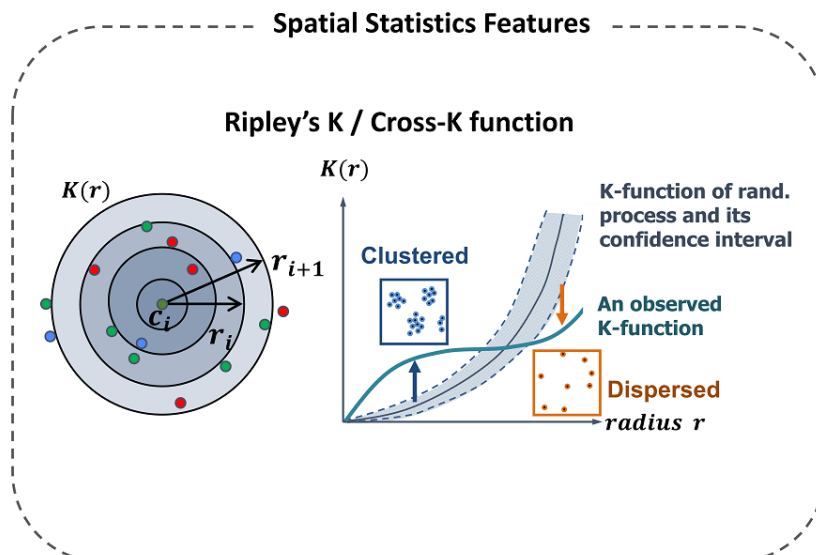 Spatial Statistics Features
Ripley's K / Cross-K function
K(r)
r_{i+1}
c_i
r_i
K(r)
K-function of rand.
process and its
confidence interval
Clustered
An observed
K-function
Dispersed
radius r